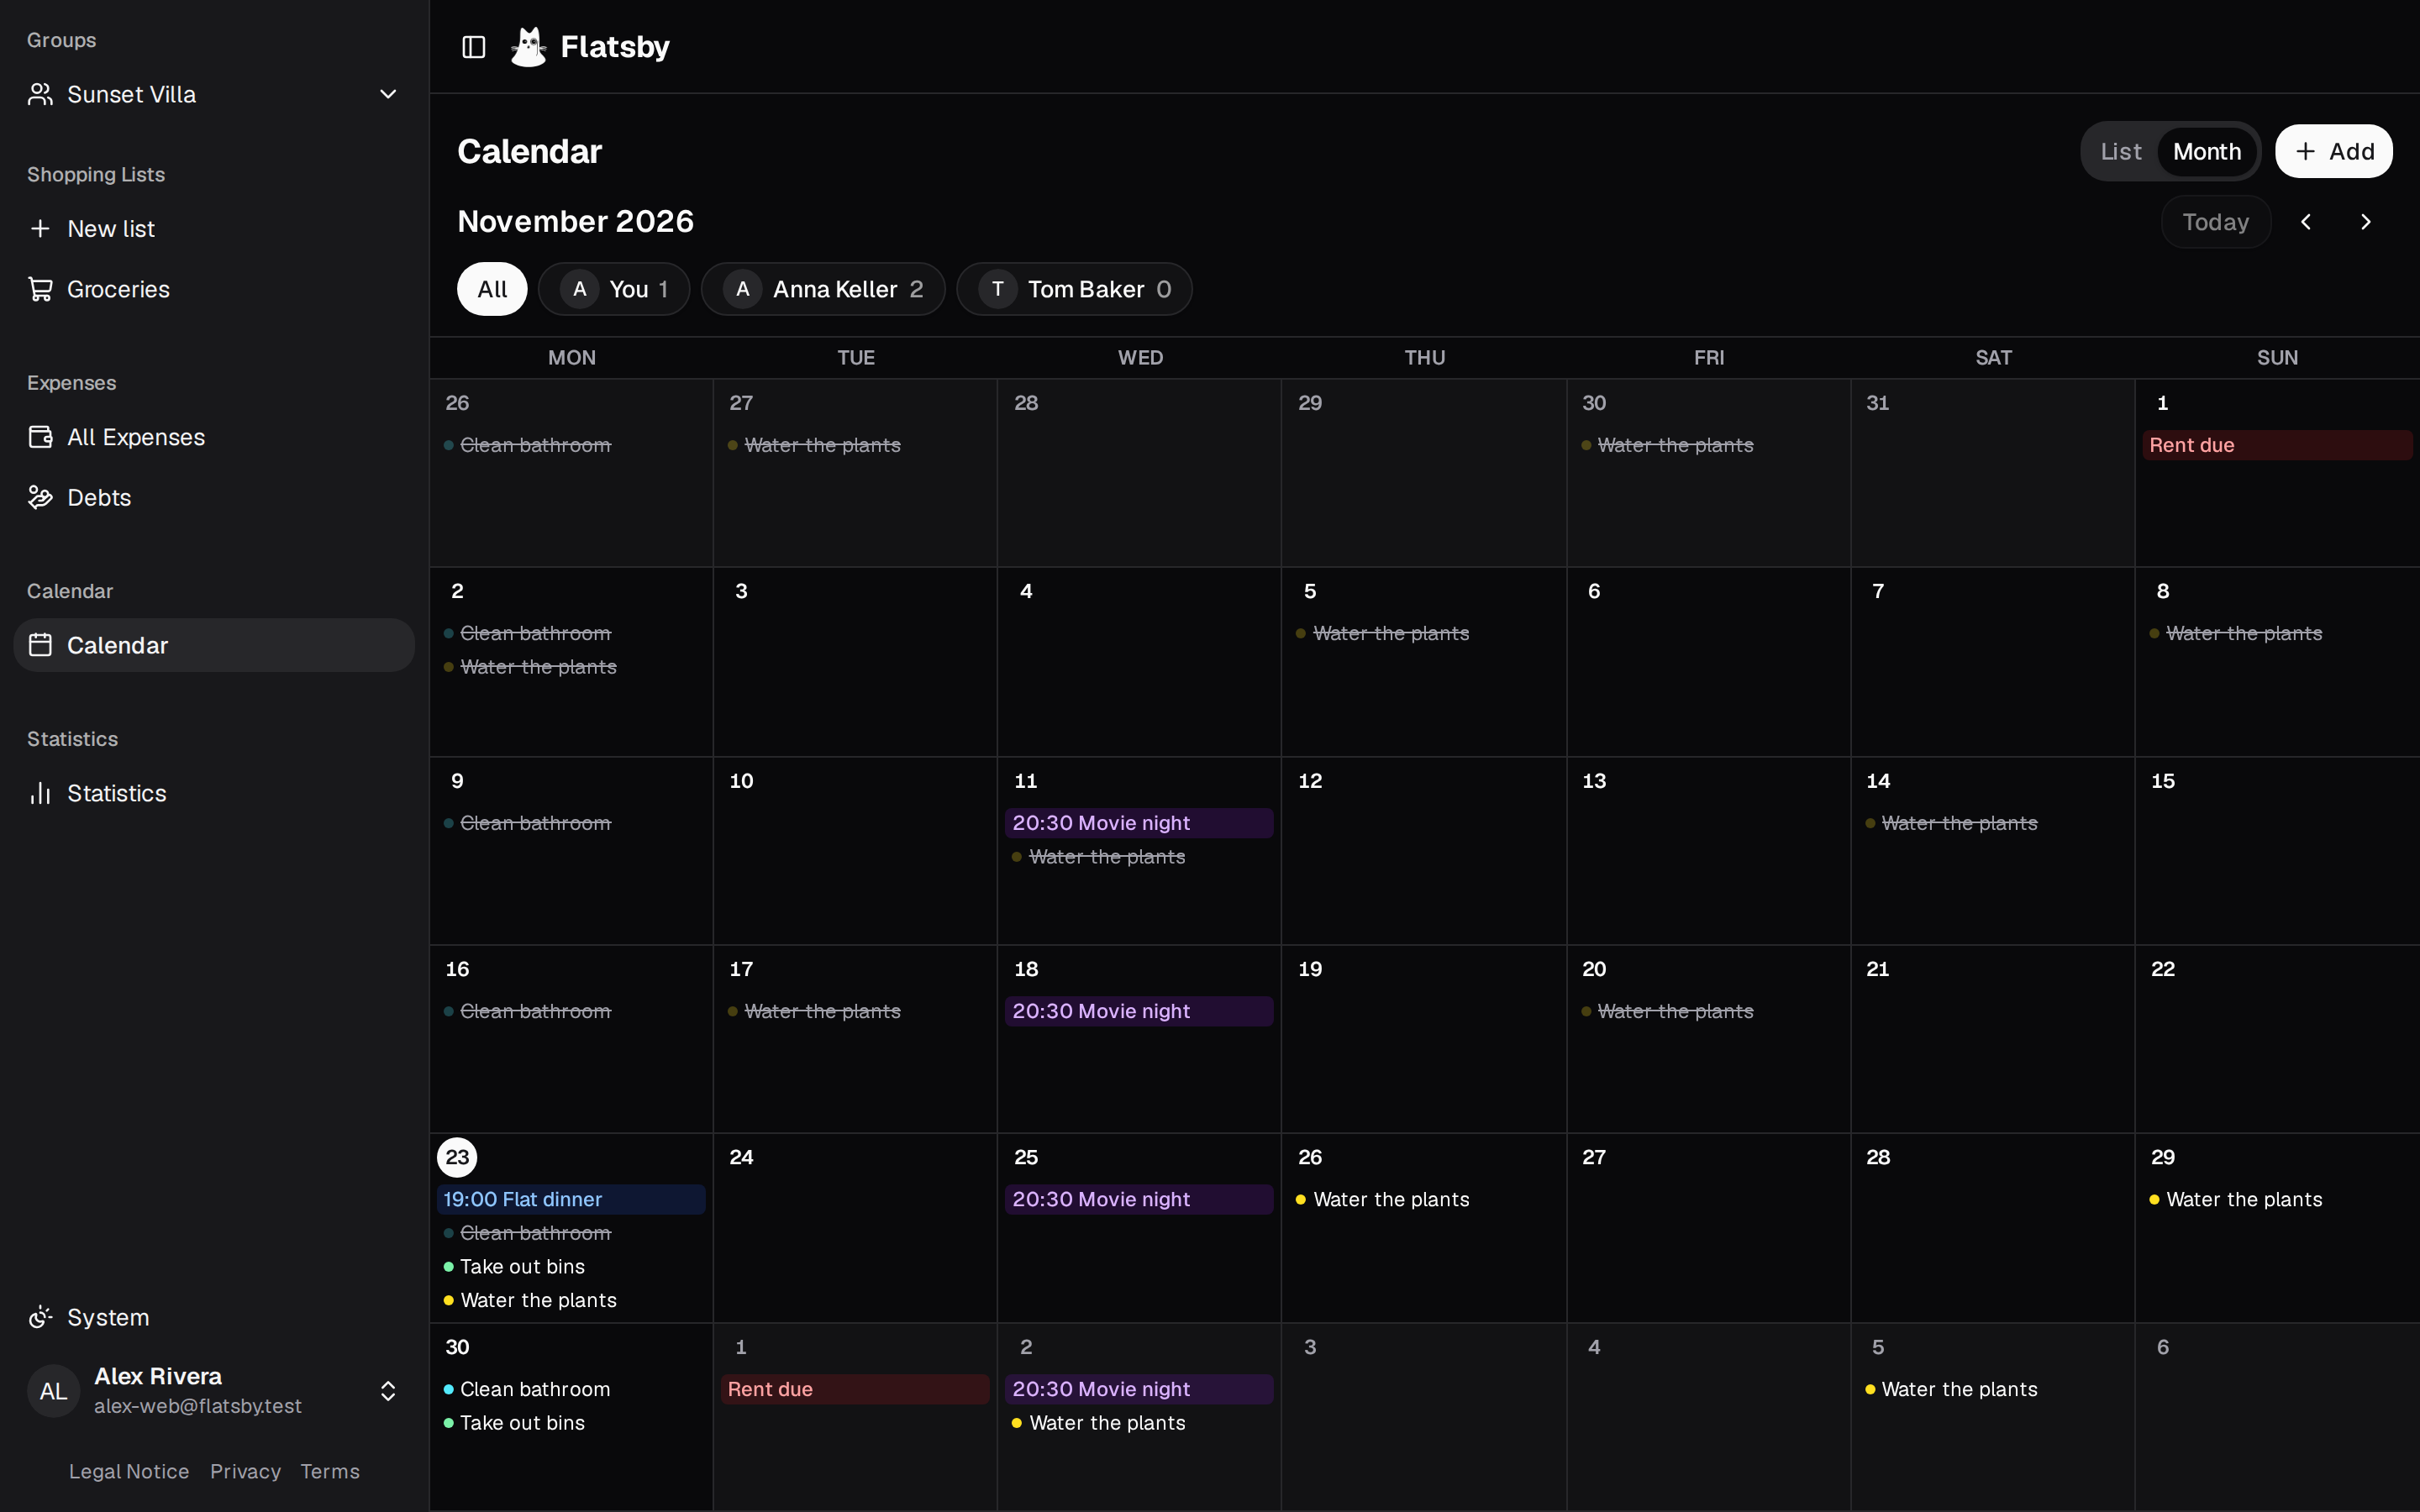 Groups
Sunset Villa
Shopping Lists
New list
Groceries
Expenses
All Expenses
Debts
Calendar
Calendar
Statistics
Statistics
System
AL
Alex Rivera
alex-web@flatsby.test
Legal Notice Privacy Terms
Flatsby
Calendar
List Month Add
November 2026
Today
All A You 1 A Anna Keller 2 T Tom Baker 0
MON TUE WED THU FRI SAT SUN
26 27 28 29 30 31 1
Clean bathroom Water the plants Water the plants Rent due
2 3 4 5 6 7 8
Clean bathroom Water the plants Water the plants
Water the plants
9 10 11 12 13 14 15
Clean bathroom 20:30 Movie night Water the plants
Water the plants
16 17 18 19 20 21 22
Clean bathroom Water the plants 20:30 Movie night Water the plants
23 24 25 26 27 28 29
19:00 Flat dinner 20:30 Movie night Water the plants Water the plants
Clean bathroom
Take out bins
Water the plants
30 1 2 3 4 5 6
Clean bathroom Rent due 20:30 Movie night Water the plants
Take out bins Water the plants